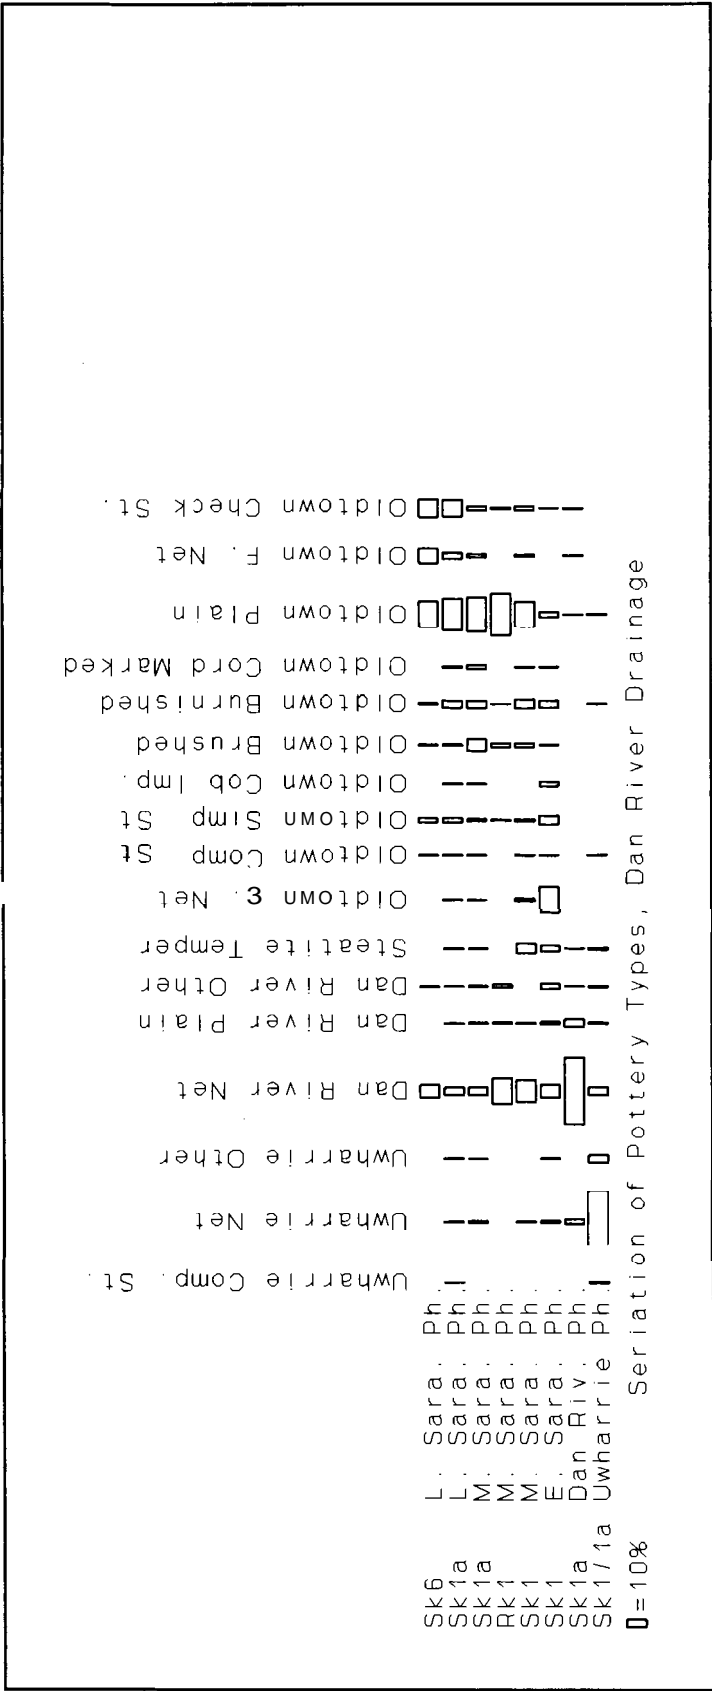 Uwharrie Comp. St.
Uwharrie Net
Uwharrie Other
Dan River Net
Dan River Plain
Dan River Other
Steatite Temper
Oldtown 3. Net
Oldtown Comp St
Oldtown Simp St
Oldtown Cob Imp.
Oldtown Brushed
Oldtown Burnished
Oldtown Cord Marked
Oldtown Plain
Oldtown F. Net
Oldtown Check St.
Sk6 L. Sara. Ph.
Sk1a L. Sara. Ph.
Sk1a M. Sara. Ph.
Rk1 M. Sara. Ph.
Sk1 M. Sara. Ph.
Sk1 E. Sara. Ph.
Sk1a Dan Riv. Ph.
Sk1/1a Uwharrie Ph.
=10% Seriation of Pottery Types, Dan River Drainage